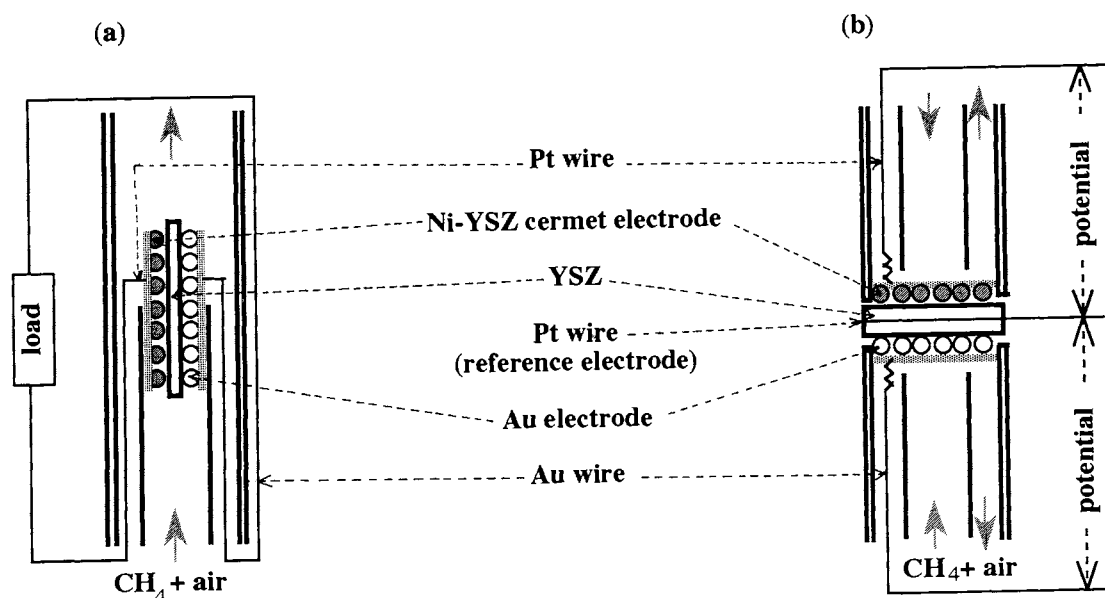 (a)
(b)
Pt wire
Ni-YSZ cermet electrode
YSZ
Pt wire
(reference electrode)
Au electrode
Au wire
load
CH4 + air
potential
potential
CH4+ air